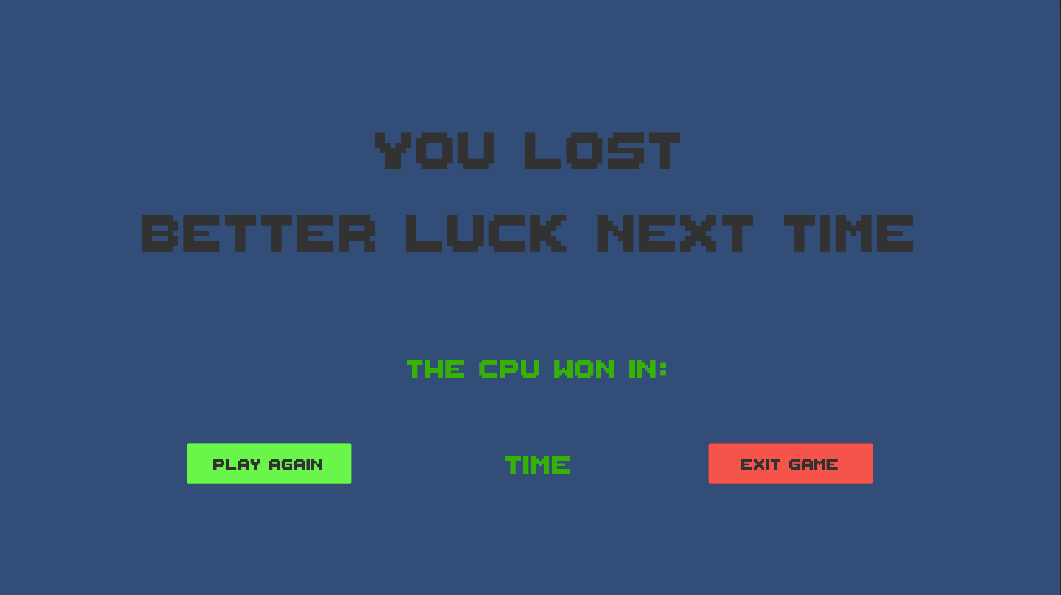 YOU LOST
BETTER LUCK NEXT TIME
THE CPU WON IN:
PLAY AGAIN
TIME
EXIT GAME